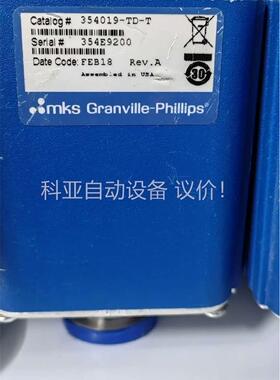 Catalog # 354019-TD-T
Serial # 354E9200
Date Code: FEB18 Rev.A
Assembled in USA
mks Granville-Phillips®
30
科亚自动设备 议价！